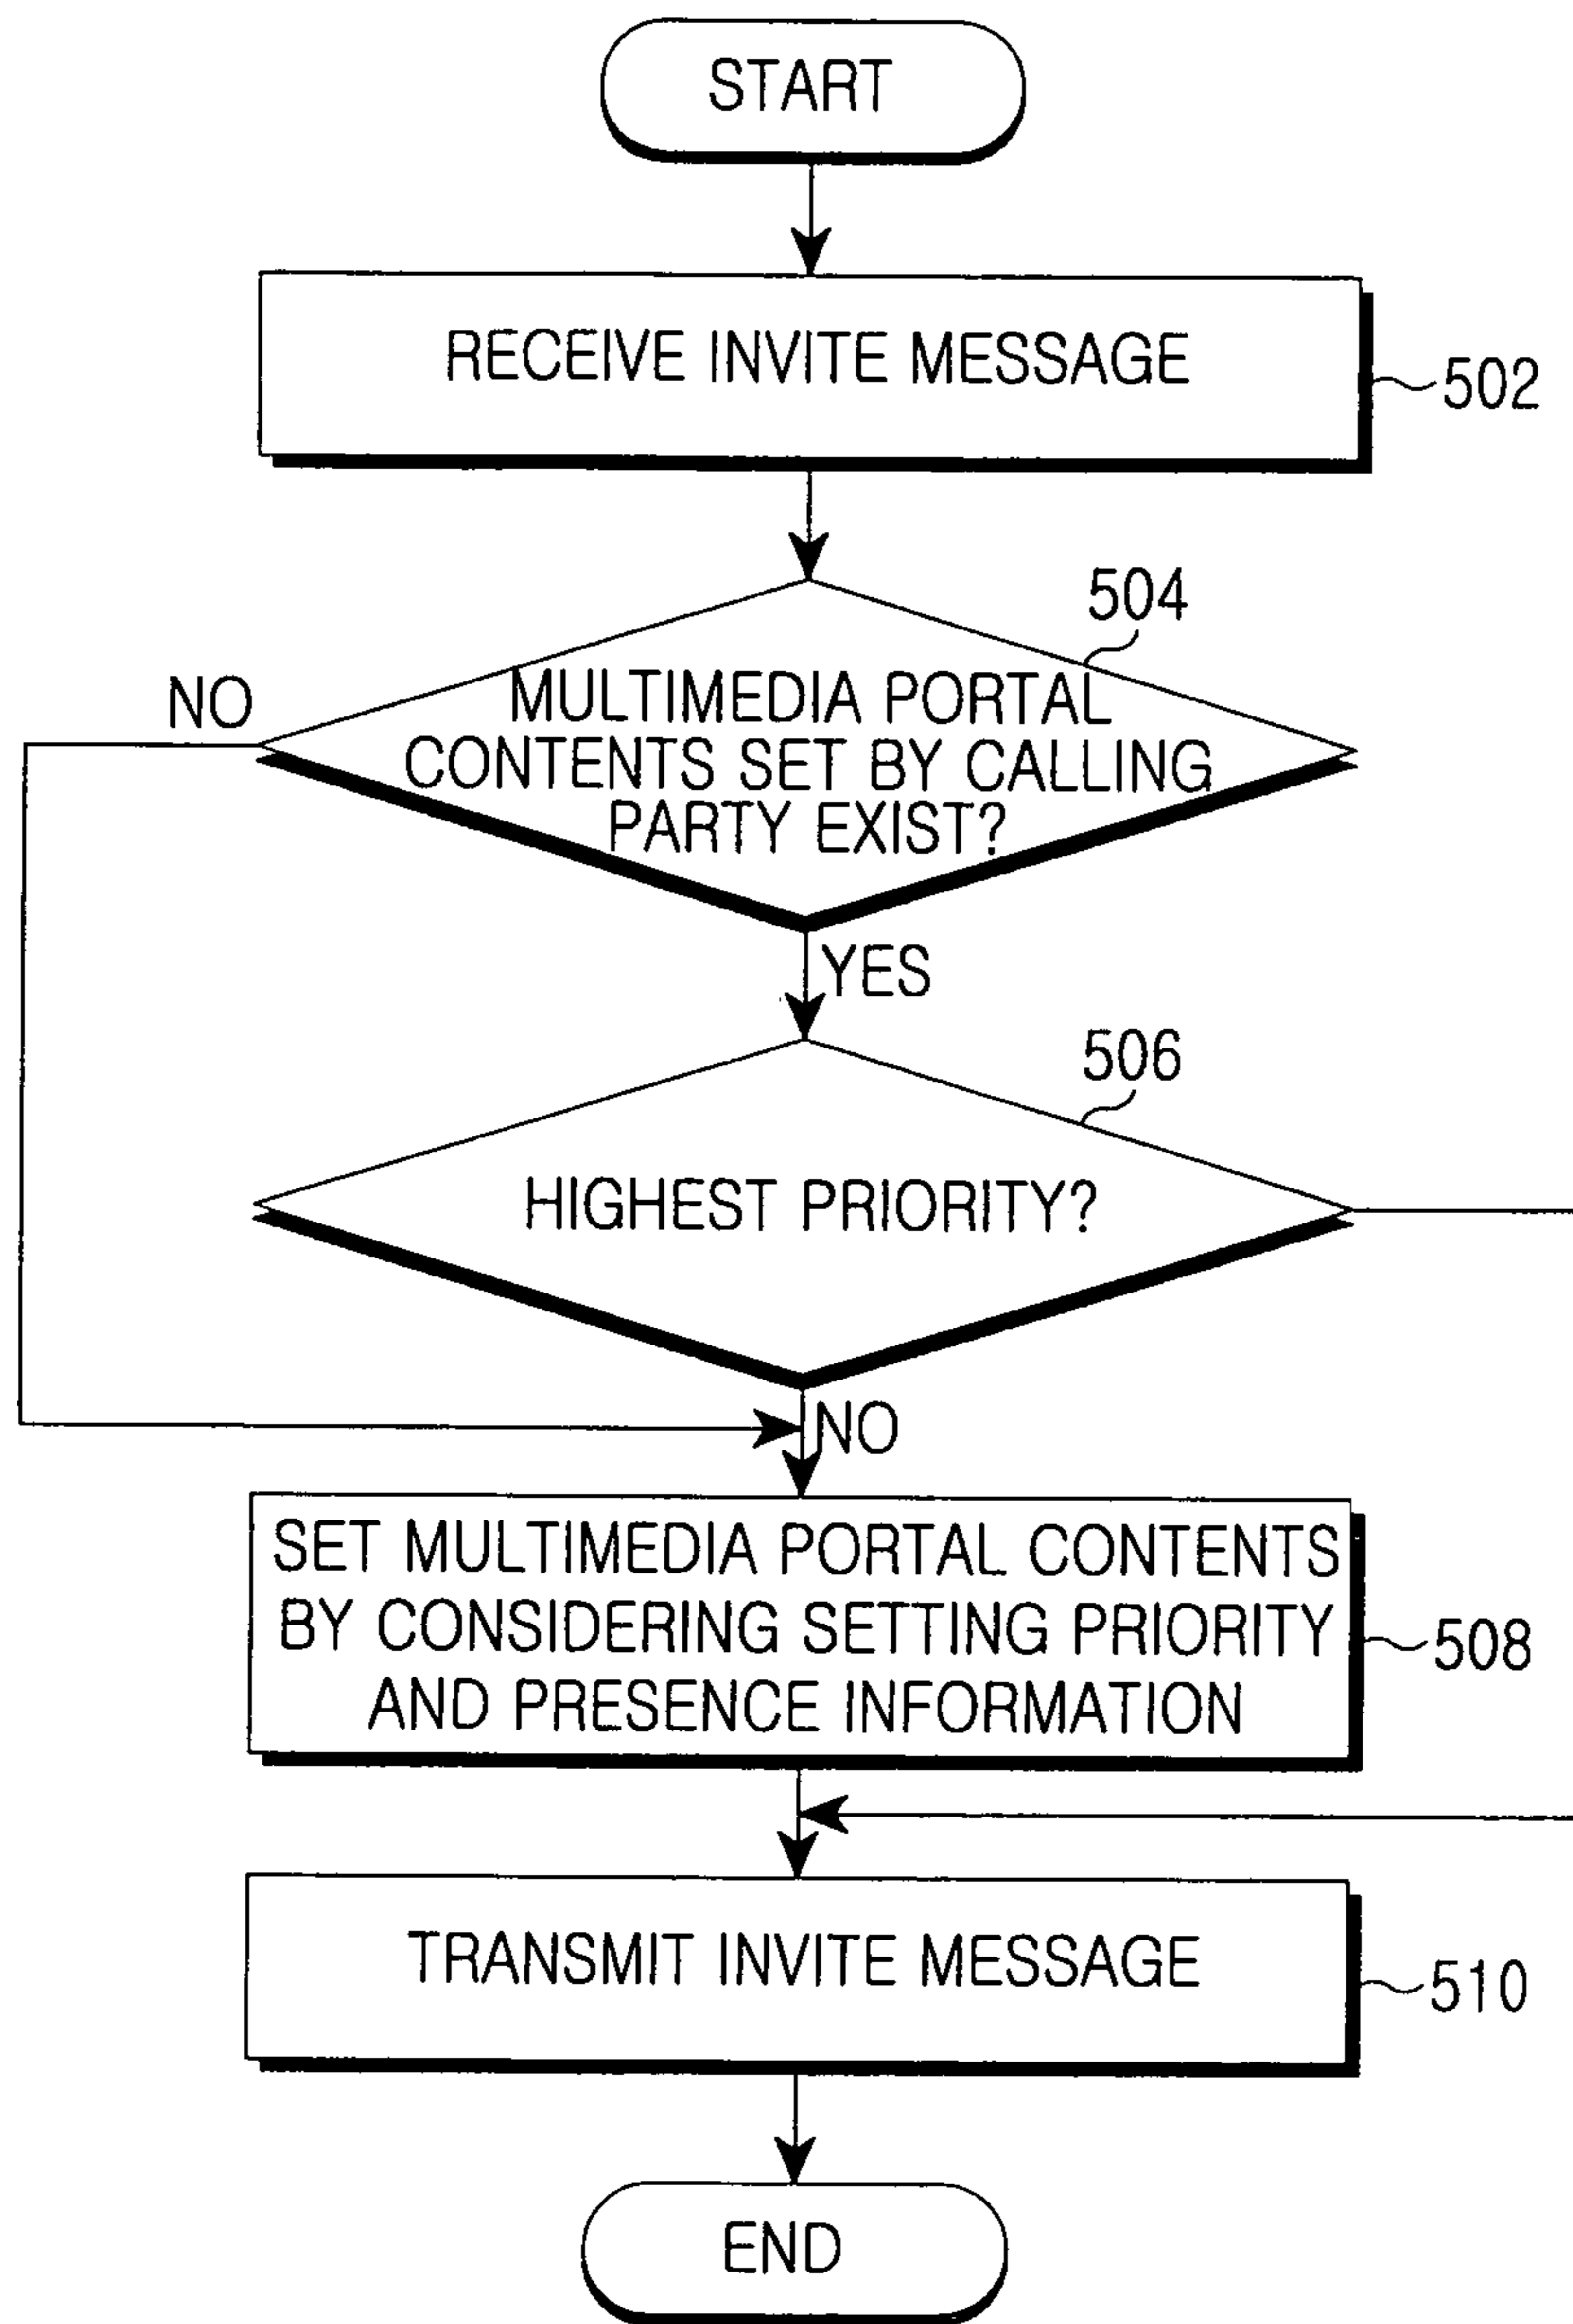 START
RECEIVE INVITE MESSAGE
502
504
NO
MULTIMEDIA PORTAL
CONTENTS SET BY CALLING
PARTY EXIST?
YES
506
HIGHEST PRIORITY?
NO
SET MULTIMEDIA PORTAL CONTENTS
BY CONSIDERING SETTING PRIORITY
AND PRESENCE INFORMATION
508
TRANSMIT INVITE MESSAGE
510
END